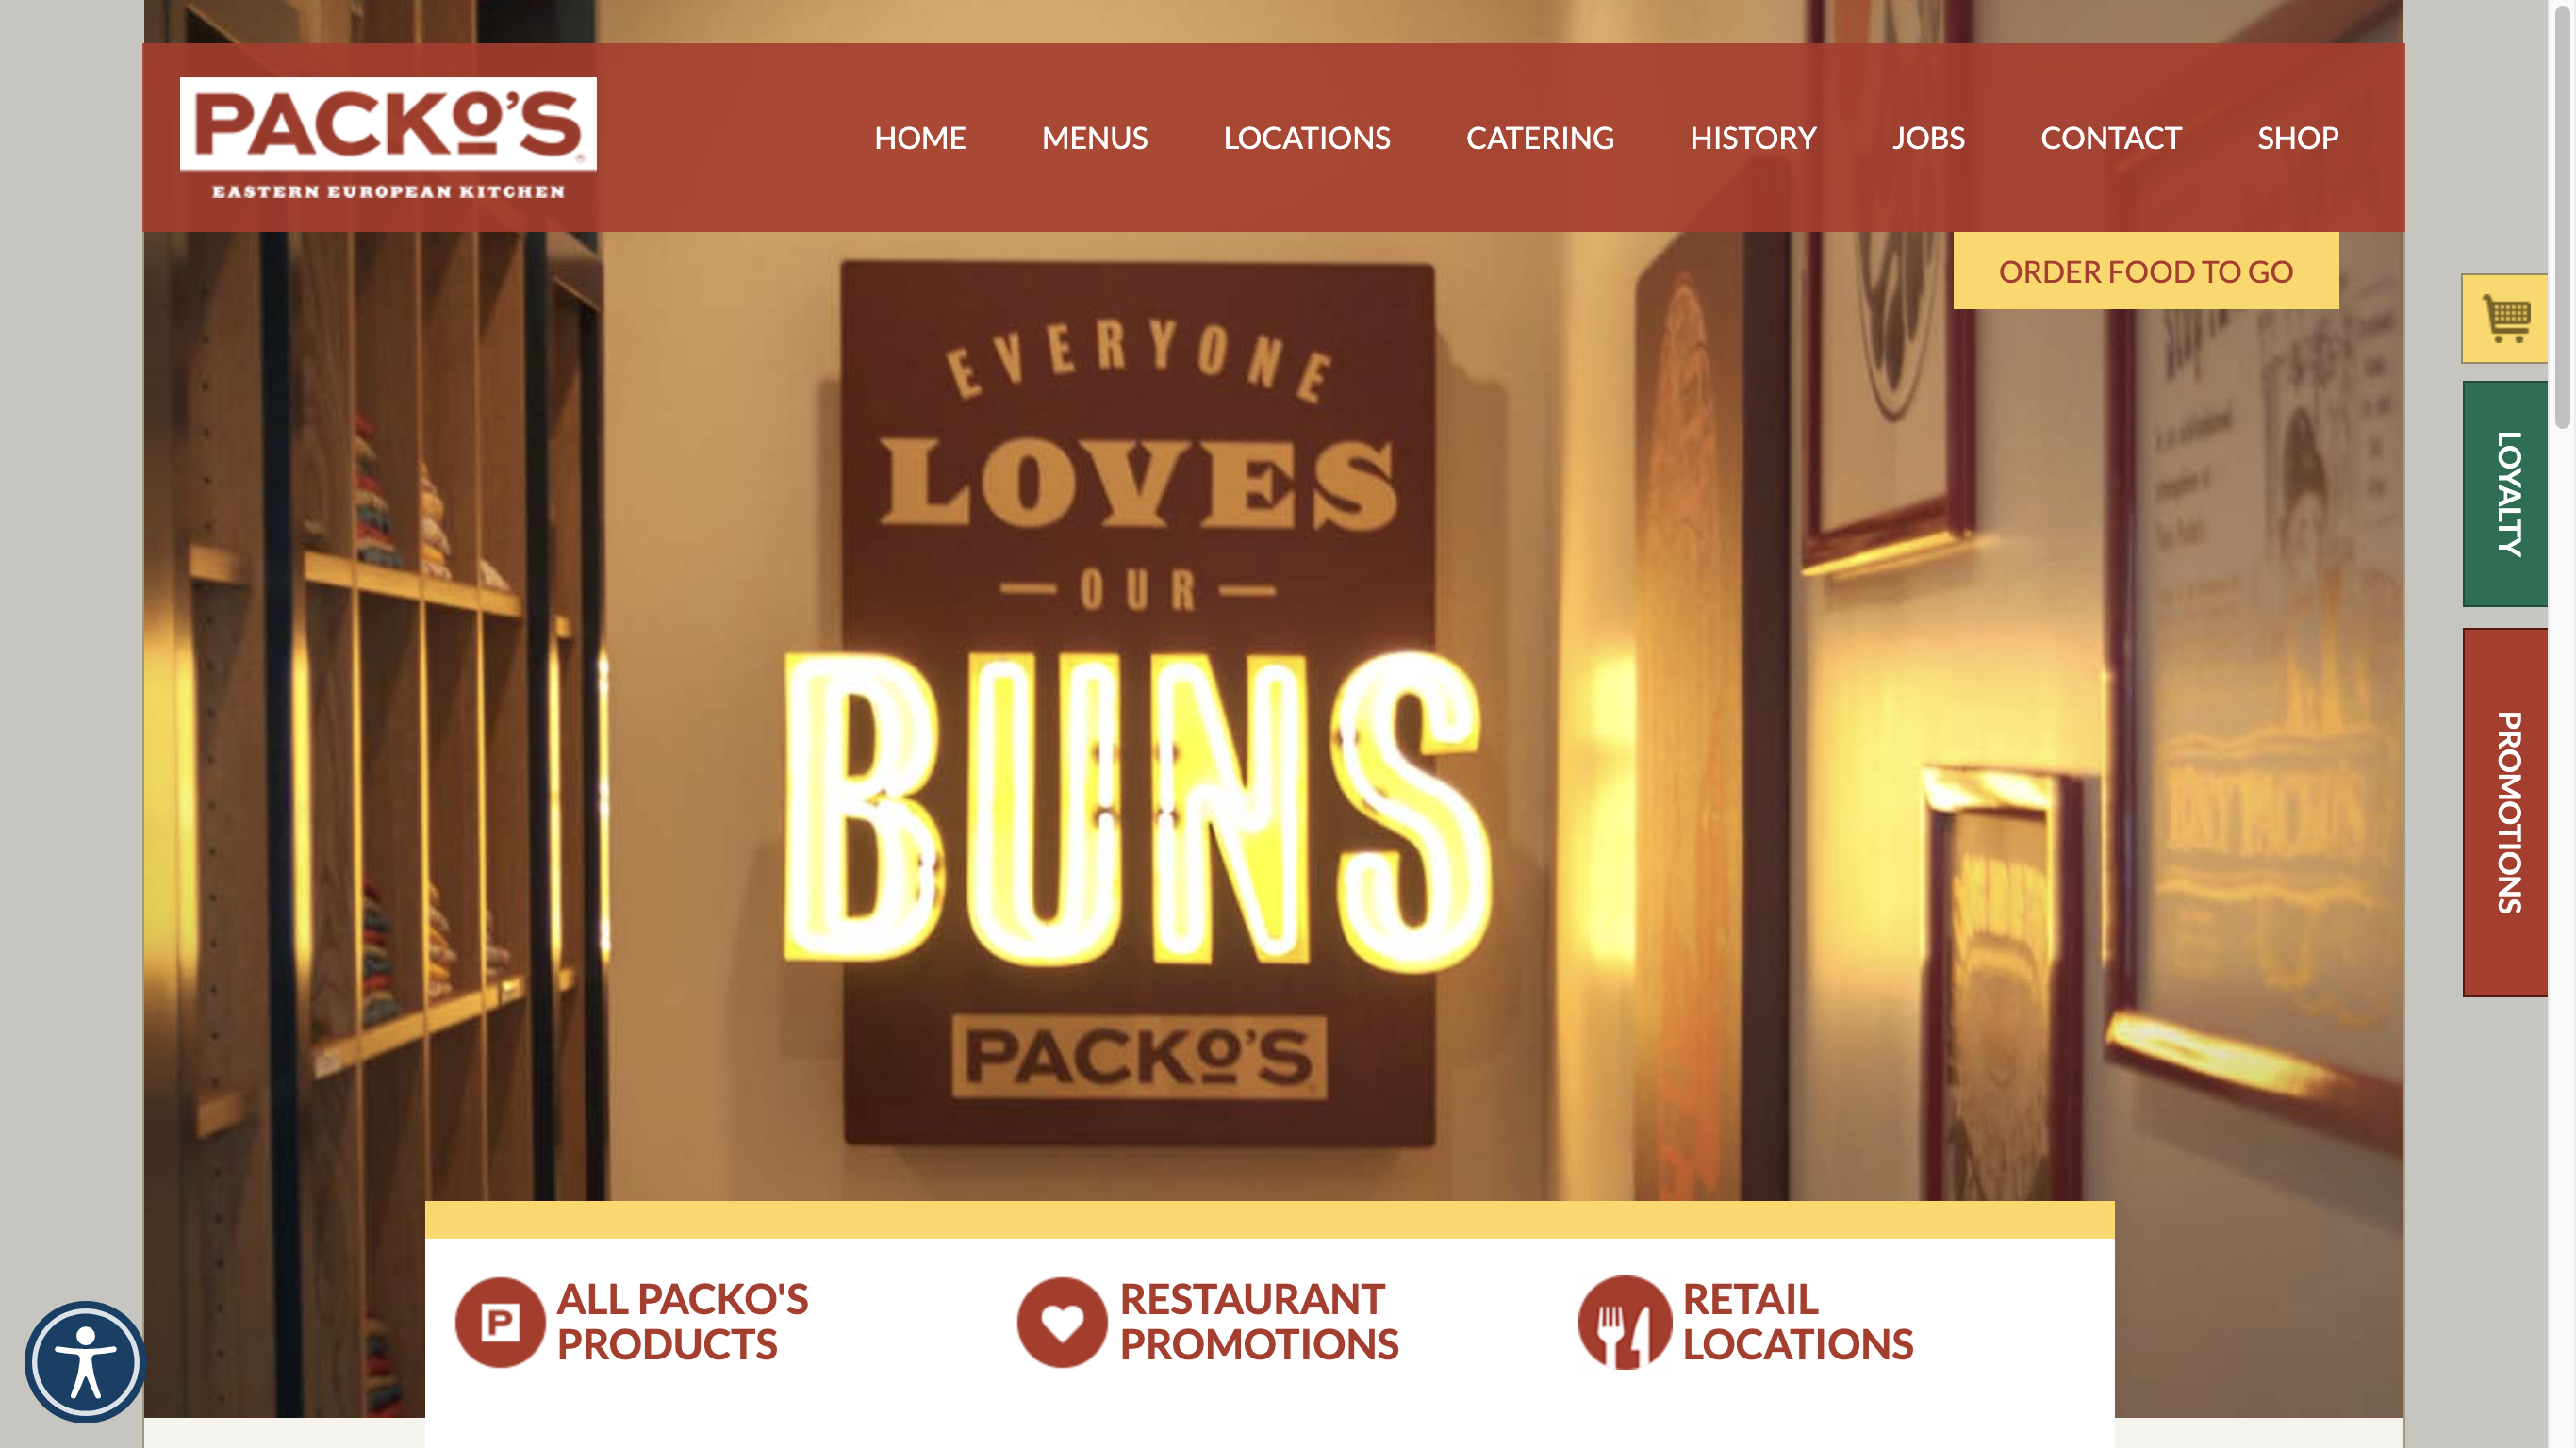 PACKO'S
EASTERN EUROPEAN KITCHEN
HOME MENUS LOCATIONS CATERING HISTORY JOBS CONTACT SHOP
ORDER FOOD TO GO
EVERYONE
LOVES
OUR
BUNS
PACKO'S
LOYALTY
PROMOTIONS
P
ALL PACKO'S
PRODUCTS
RESTAURANT
PROMOTIONS
RETAIL
LOCATIONS